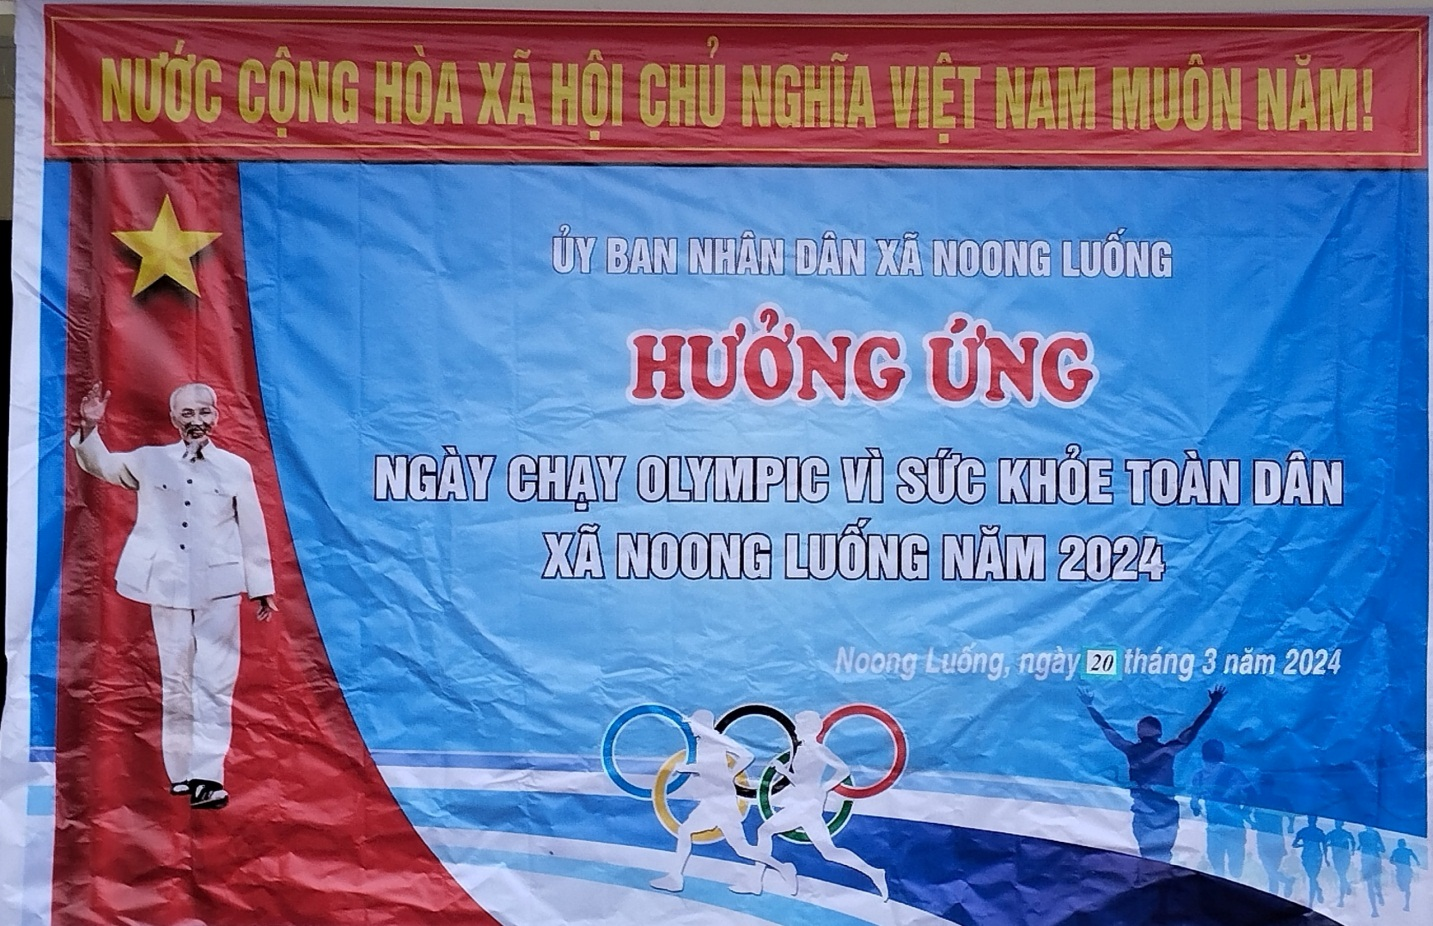 NƯỚC CỘNG HÒA XÃ HỘI CHỦ NGHĨA VIỆT NAM MUÔN NĂM!
ỦY BAN NHÂN DÂN XÃ NOONG LUỐNG
HƯỞNG ỨNG
NGÀY CHẠY OLYMPIC VÌ SỨC KHỎE TOÀN DÂN
XÃ NOONG LUỐNG NĂM 2024
Noong Luống, ngày 20 tháng 3 năm 2024